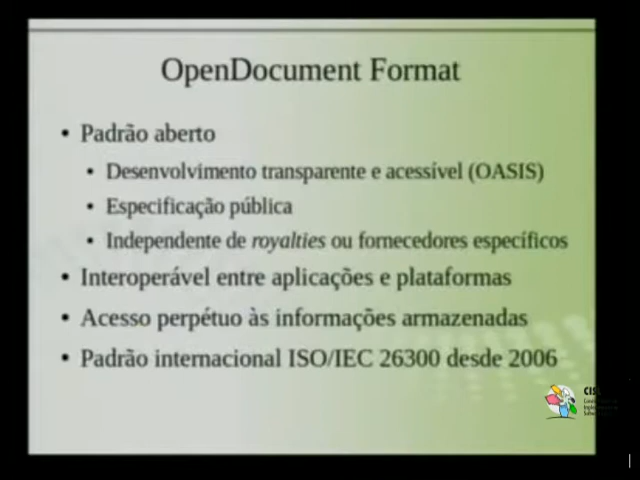 OpenDocument Format
• Padrão aberto
• Desenvolvimento transparente e acessível (OASIS)
• Especificação pública
• Independente de royalties ou fornecedores específicos
• Interoperável entre aplicações e plataformas
• Acesso perpétuo às informações armazenadas
• Padrão internacional ISO/IEC 26300 desde 2006